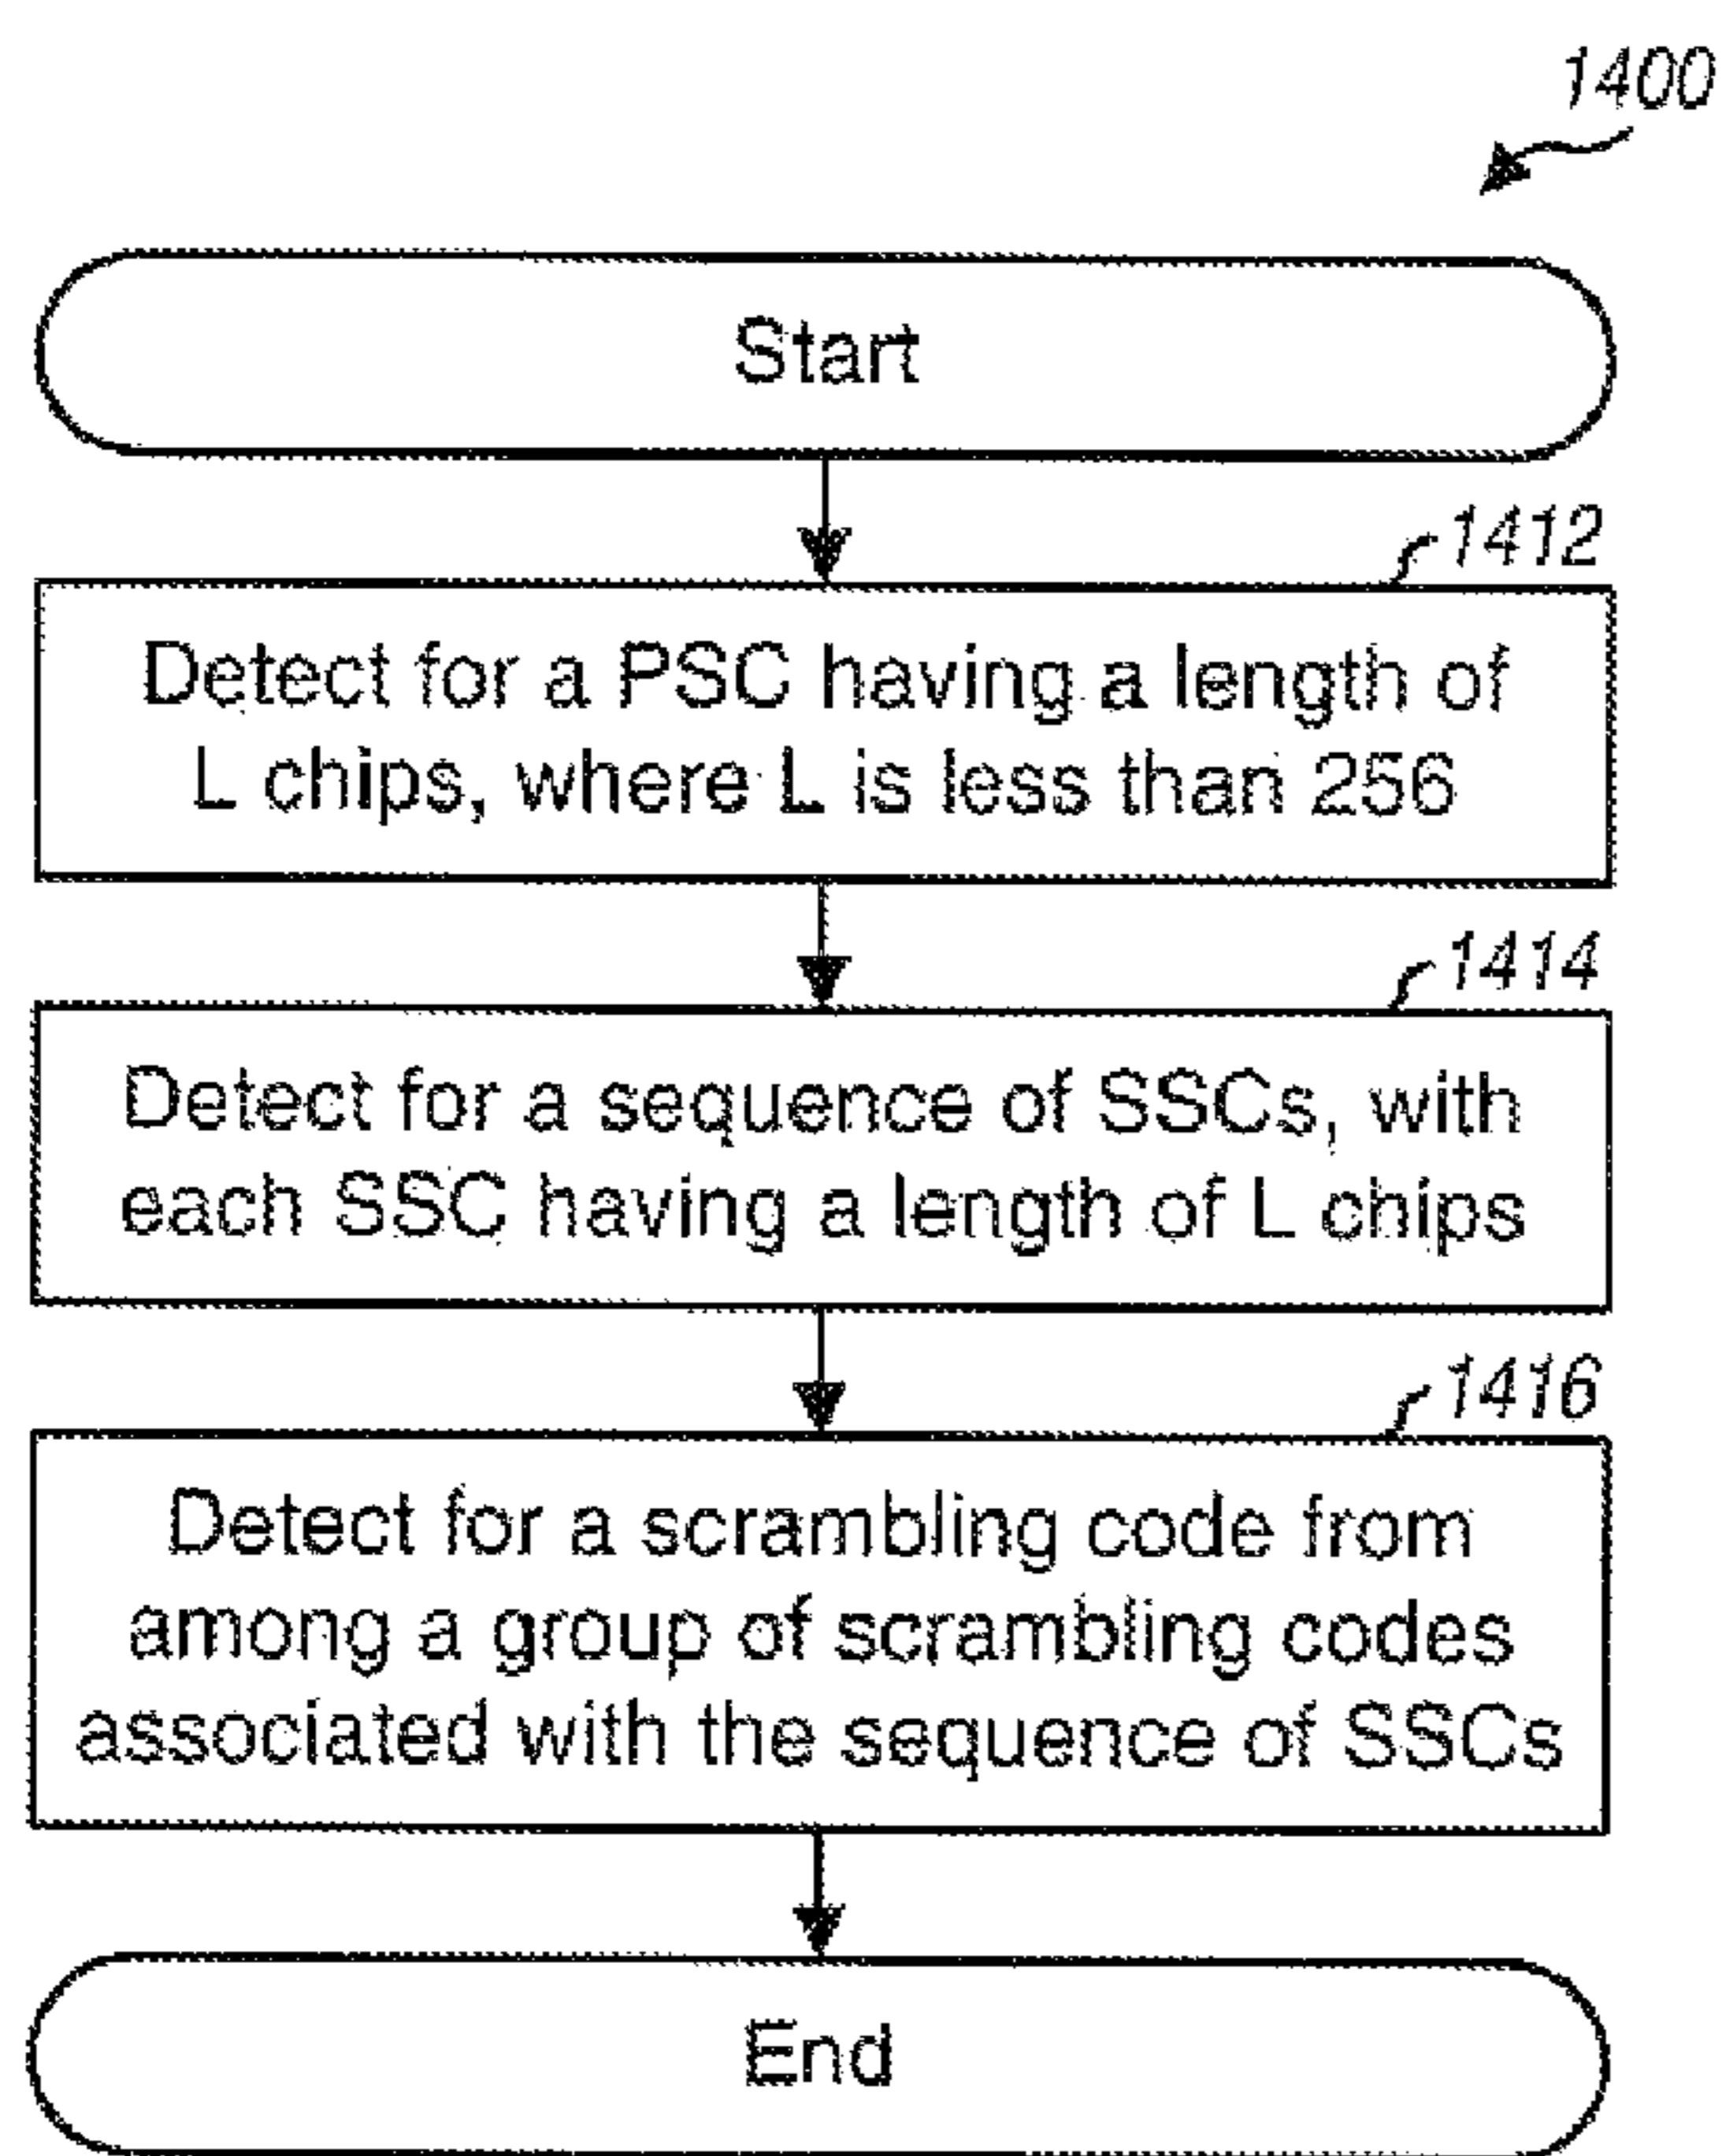 1400
Start
1412
Detect for a PSC having a length of
L chips, where L is less than 256
1414
Detect for a sequence of SSCs, with
each SSC having a length of L chips
1416
Detect for a scrambling code from
among a group of scrambling codes
associated with the sequence of SSCs
End